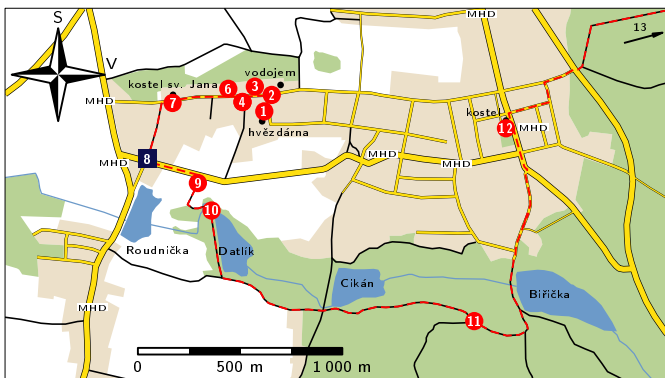 S
V
MHD
13
vodojem
kostel sv. Jana
6
3
2
4
1
7
MHD
kostel
12
MHD
hvězdárna
8
MHD
MHD
MHD
9
10
Roudnička
Datlík
Cikán
Biřička
MHD
11
0
500 m
1 000 m